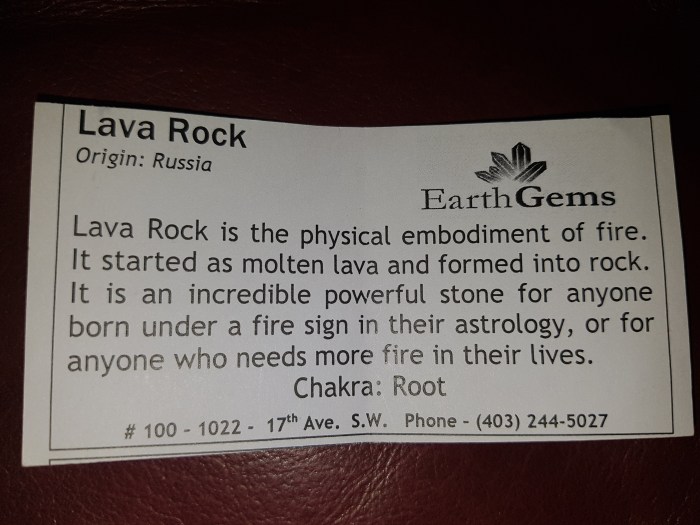 Lava Rock
Origin: Russia
EarthGems
Lava Rock is the physical embodiment of fire.
It started as molten lava and formed into rock.
It is an incredible powerful stone for anyone
born under a fire sign in their astrology, or for
anyone who needs more fire in their lives.
Chakra: Root
# 100 - 1022 - 17th Ave. S.W. Phone - (403) 244-5027